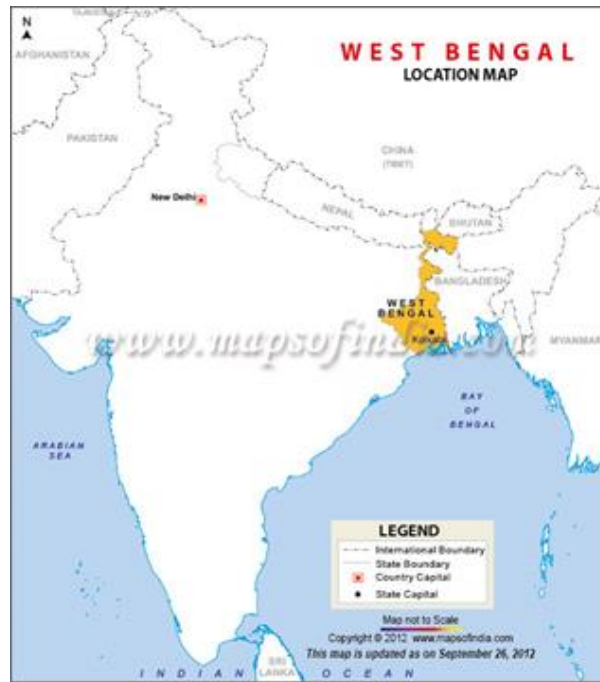 N
TAJIKISTAN
AFGHANISTAN
WEST BENGAL
LOCATION MAP
PAKISTAN
CHINA
(TIBET)
New Delhi
NEPAL
BHUTAN
BANGLADESH
WEST
BENGAL
Kolkata
www.mapsofindia.com
MYANMAR
ARABIAN
SEA
BAY
OF
BENGAL
LEGEND
International Boundary
State Boundary
Country Capital
State Capital
Map not to Scale
Copyright © 2012 www.mapsofindia.com
This map is updated as on September 26, 2012
SRI
LANKA
INDIAN OCEAN